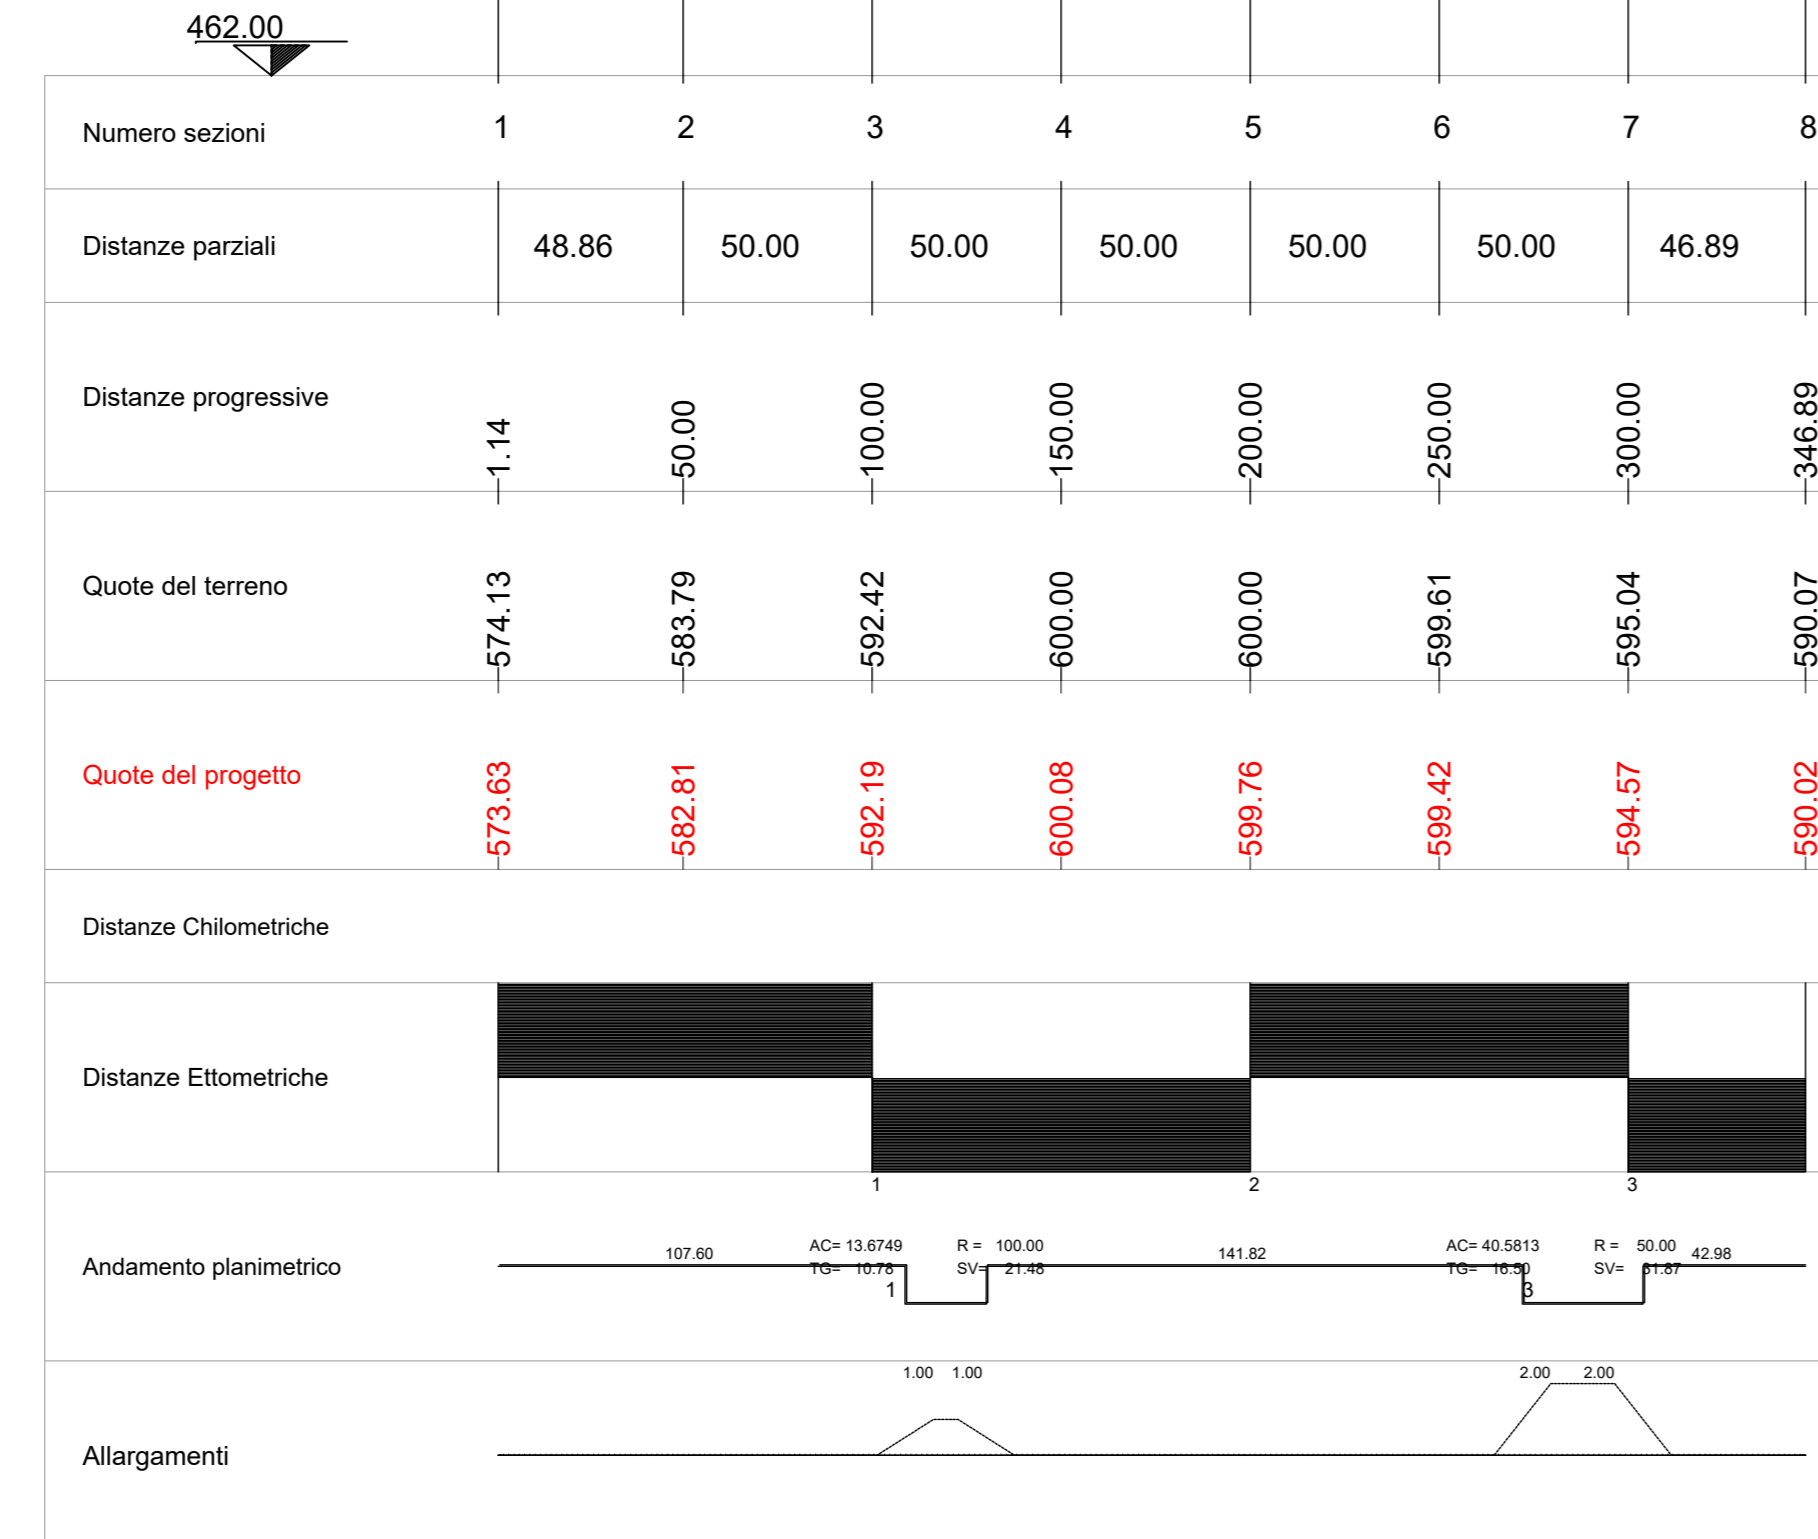 462.00
Numero sezioni 1 2 3 4 5 6 7 8
Distanze parziali 48.86 50.00 50.00 50.00 50.00 50.00 46.89
Distanze progressive 1.14 50.00 100.00 150.00 200.00 250.00 300.00 346.89
Quote del terreno 574.13 583.79 592.42 600.00 600.00 599.61 595.04 590.07
Quote del progetto 573.63 582.81 592.19 600.08 599.76 599.42 594.57 590.02
Distanze Chilometriche
Distanze Ettometriche
1 2 3
107.60 AC= 13.6749 R = 100.00 141.82 AC= 40.5813 R = 50.00 42.98
Andamento planimetrico TG= 10.78 SV= 21.48 TG= 16.50 SV= 31.87
1 3
1.00 1.00 2.00 2.00
Allargamenti